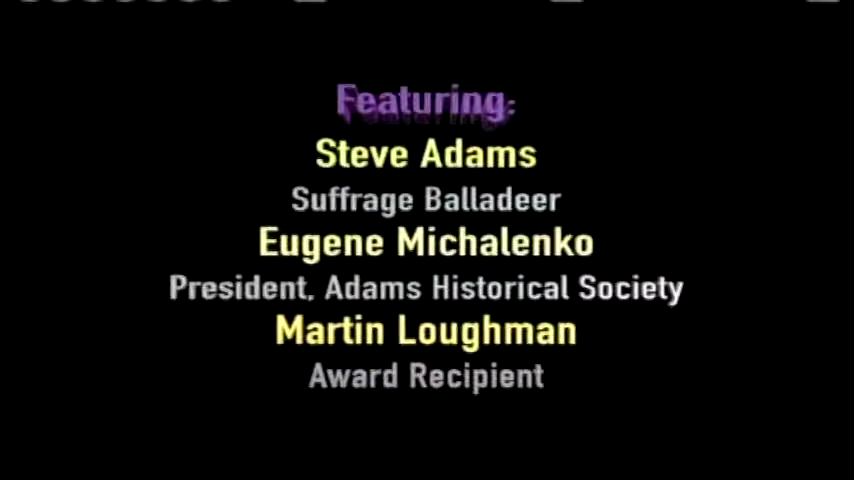 Featuring:
Steve Adams
Suffrage Balladeer
Eugene Michalenko
President, Adams Historical Society
Martin Loughman
Award Recipient